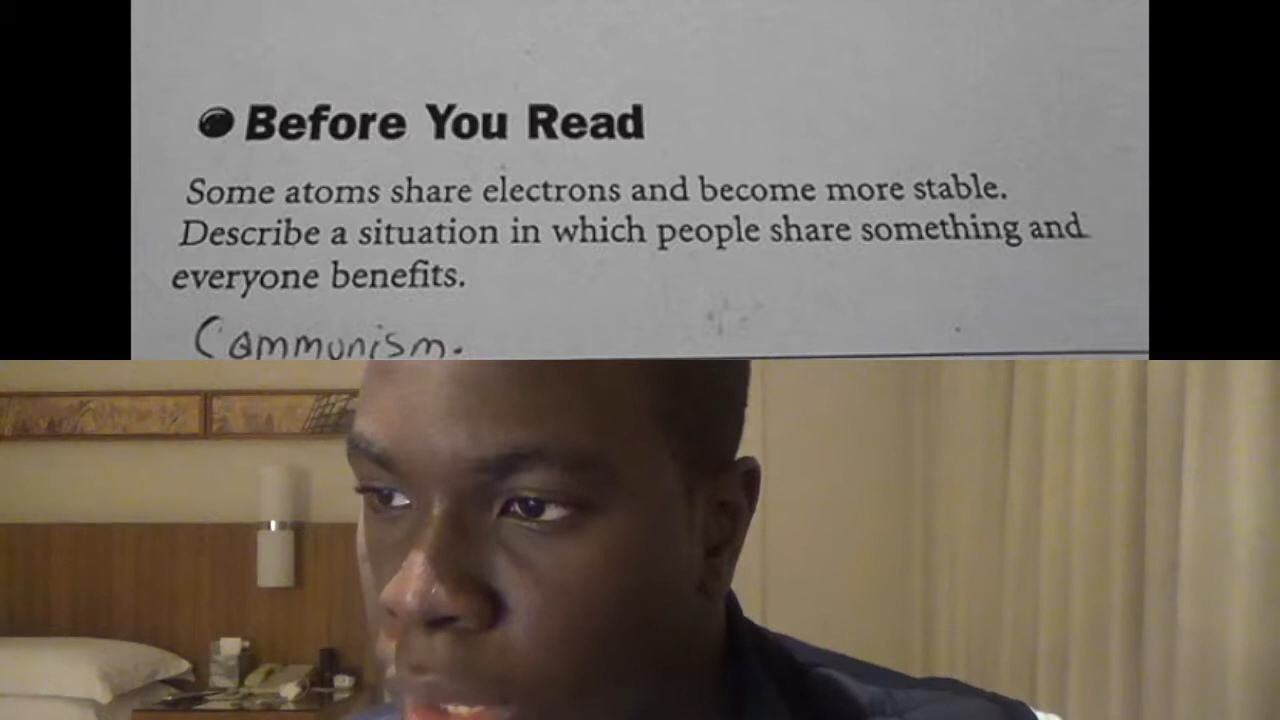 Before You Read
Some atoms share electrons and become more stable.
Describe a situation in which people share something and
everyone benefits.
Communism.